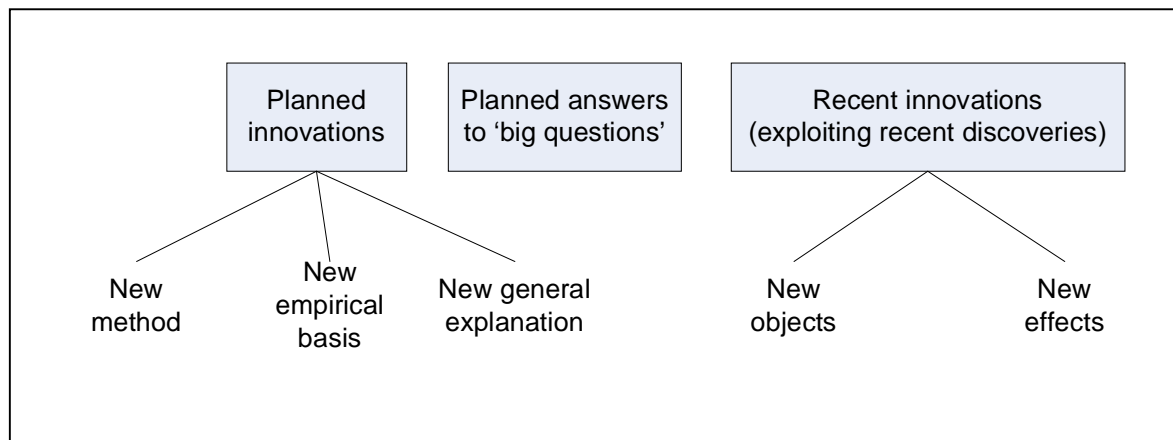 Planned
innovations
Planned answers
to ‘big questions’
Recent innovations
(exploiting recent discoveries)
New
method
New
empirical
basis
New general
explanation
New
objects
New
effects